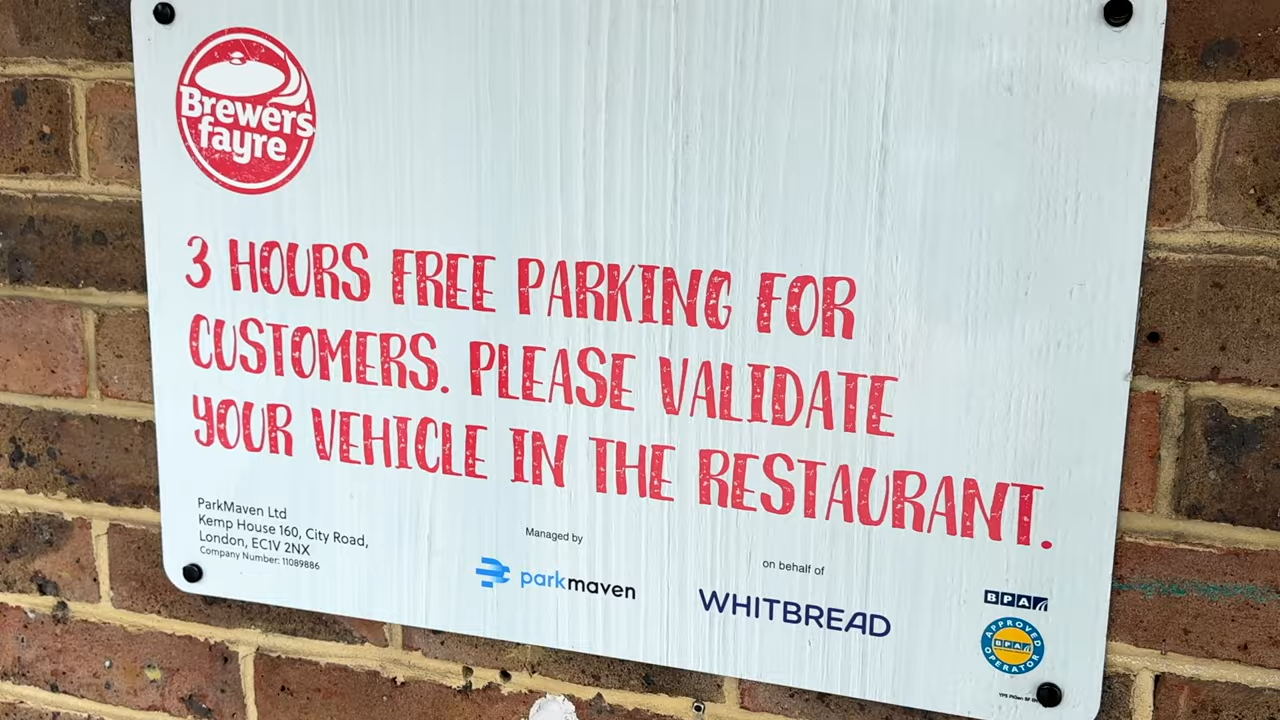 Brewers
fayre
3 HOURS FREE PARKING FOR
CUSTOMERS. PLEASE VALIDATE
YOUR VEHICLE IN THE RESTAURANT.
ParkMaven Ltd
Kemp House 160, City Road,
London, EC1V 2NX
Company Number: 11089886
Managed by
parkmaven
on behalf of
WHITBREAD
BPA
APPROVED
BPA
OPERATOR